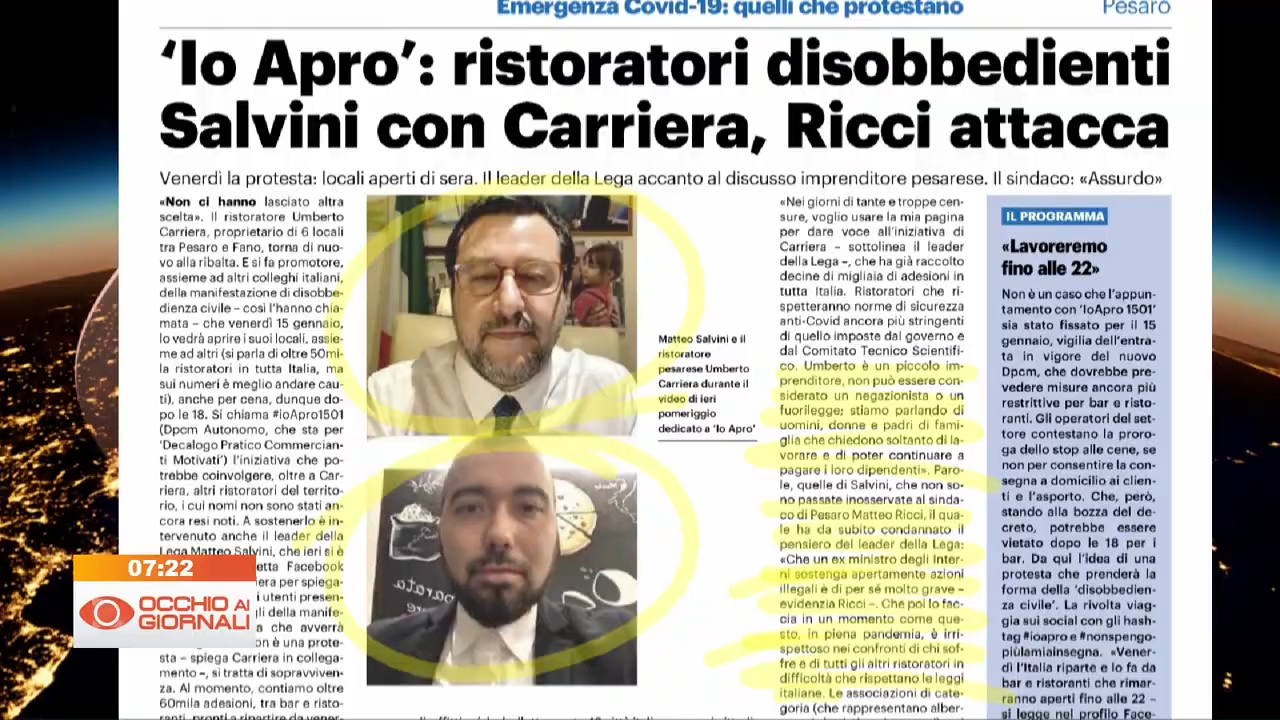 Emergenza Covid-19: quelli che protestano
Pesaro
‘Io Apro’: ristoratori disobbedienti
Salvini con Carriera, Ricci attacca
Venerdì la protesta: locali aperti di sera. Il leader della Lega accanto al discusso imprenditore pesarese. Il sindaco: «Assurdo»
«Non ci hanno lasciato altra
scelta». Il ristoratore Umberto
Carriera, proprietario di 6 locali
tra Pesaro e Fano, torna di nuo-
vo alla ribalta. E si fa promotore,
assieme ad altri colleghi italiani,
della manifestazione di disobbe-
dienza civile – così l’hanno chia-
mata – che venerdì 15 gennaio,
lo vedrà aprire i suoi locali, assie-
me ad altri (si parla di oltre 50mi-
la ristoratori in tutta Italia, ma
sui numeri è meglio andare cau-
ti), anche per cena, dunque do-
po le 18. Si chiama #ioApro1501
(Dpcm Autonomo, che sta per
‘Decalogo Pratico Commercian-
ti Motivati’) l’iniziativa che po-
trebbe coinvolgere, oltre a Car-
riera, altri ristoratori del territo-
rio, i cui nomi non sono stati an-
cora resi noti. A sostenerlo è in-
tervenuto anche il leader della
Lega Matteo Salvini, che ieri si è
etta Facebook
iera per spiega-
i utenti presen-
gli della manife-
a che avverrà
on è una prote-
sta – spiega Carriera in collega-
mento –, si tratta di sopravviven-
za. Al momento, contiamo oltre
60mila adesioni, tra bar e risto-
ranti, pronti a ripartire da vener-
Matteo Salvini e il
ristoratore
pesarese Umberto
Carriera durante il
video di ieri
pomeriggio
dedicato a ‘Io Apro’
«Nei giorni di tante e troppe cen-
sure, voglio usare la mia pagina
per dare voce all’iniziativa di
Carriera – sottolinea il leader
della Lega –, che ha già raccolto
decine di migliaia di adesioni in
tutta Italia. Ristoratori che ri-
spetteranno norme di sicurezza
anti-Covid ancora più stringenti
di quello imposte dal governo e
dal Comitato Tecnico Scientifi-
co. Umberto è un piccolo im-
prenditore, non può essere con-
siderato un negazionista o un
fuorilegge: stiamo parlando di
uomini, donne e padri di fami-
glia che chiedono soltanto di la-
vorare e di poter continuare a
pagare i loro dipendenti». Paro-
le, quelle di Salvini, che non so-
no passate inosservate al sinda-
co di Pesaro Matteo Ricci, il qua-
le ha da subito condannato il
pensiero del leader della Lega:
«Che un ex ministro degli Inter-
ni sostenga apertamente azioni
illegali è di per sé molto grave –
evidenzia Ricci –. Che poi lo fac-
cia in un momento come que-
sto, in piena pandemia, è irri-
spettoso nei confronti di chi sof-
fre e di tutti gli altri ristoratori in
difficoltà che rispettano le leggi
italiane. Le associazioni di cate-
goria (che rappresentano alber-
IL PROGRAMMA
«Lavoreremo
fino alle 22»
Non è un caso che l’appun-
tamento con ‘IoApro 1501’
sia stato fissato per il 15
gennaio, vigilia dell’entra-
ta in vigore del nuovo
Dpcm, che dovrebbe pre-
vedere misure ancora più
restrittive per bar e risto-
ranti. Gli operatori del set-
tore contestano la proro-
ga dello stop alle cene, se
non per consentire la con-
segna a domicilio ai clien-
ti e l’asporto. Che, però,
stando alla bozza del de-
creto, potrebbe essere
vietato dopo le 18 per i
bar. Da qui l’idea di una
protesta che prenderà la
forma della ‘disobbedien-
za civile’. La rivolta viag-
gia sui social con gli hash-
tag #ioapro e #nonspengo-
piùlamiainsegna. «Vener-
dì l’Italia riparte e lo fa da
bar e ristoranti che rimar-
ranno aperti fino alle 22 –
si legge nel profilo Face-
07:22
OCCHIO AI
GIORNALI